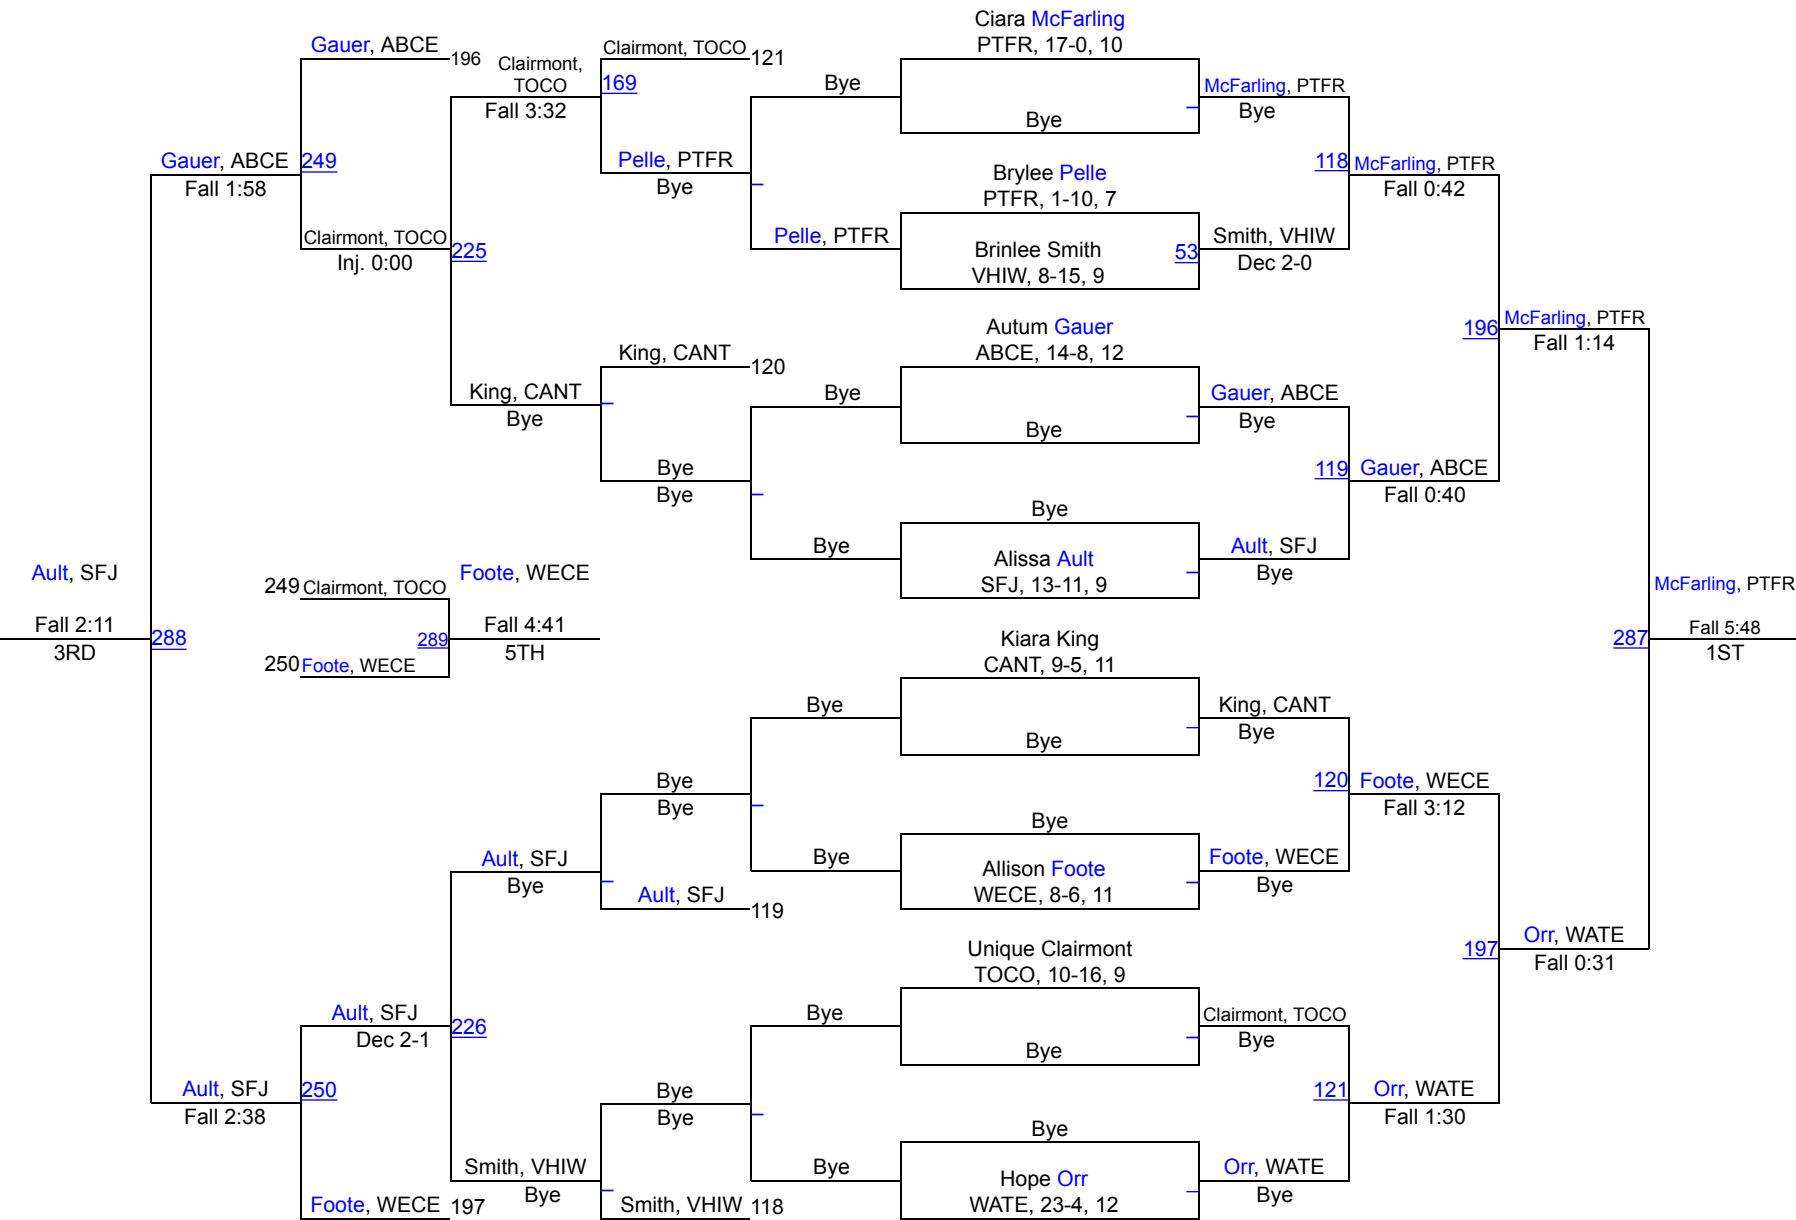 Ciara McFarling
PTFR, 17-0, 10
Gauer, ABCE
196
Clairmont,
TOCO
Fall 3:32
Clairmont, TOCO
121
169
Bye
Bye
McFarling, PTFR
Bye
Gauer, ABCE
Fall 1:58
249
Pelle, PTFR
Bye
Brylee Pelle
PTFR, 1-10, 7
118
McFarling, PTFR
Fall 0:42
Clairmont, TOCO
Inj. 0:00
225
Pelle, PTFR
Brinlee Smith
VHIW, 8-15, 9
53
Smith, VHIW
Dec 2-0
Autum Gauer
ABCE, 14-8, 12
196
McFarling, PTFR
Fall 1:14
King, CANT
120
King, CANT
Bye
Bye
Bye
Gauer, ABCE
Bye
Bye
Bye
119
Gauer, ABCE
Fall 0:40
Bye
Bye
Alissa Ault
SFJ, 13-11, 9
Ault, SFJ
Bye
Ault, SFJ
Fall 2:11
3RD
288
249
Clairmont, TOCO
250
Foote, WECE
289
Foote, WECE
Fall 4:41
5TH
McFarling, PTFR
287
Fall 5:48
1ST
Kiara King
CANT, 9-5, 11
Bye
Bye
King, CANT
Bye
Bye
Bye
120
Foote, WECE
Fall 3:12
Bye
Ault, SFJ
Bye
Bye
Allison Foote
WECE, 8-6, 11
Foote, WECE
Bye
Ault, SFJ
119
Unique Clairmont
TOCO, 10-16, 9
197
Orr, WATE
Fall 0:31
Ault, SFJ
Dec 2-1
226
Bye
Bye
Clairmont, TOCO
Bye
Ault, SFJ
Fall 2:38
250
Bye
Bye
121
Orr, WATE
Fall 1:30
Bye
Smith, VHIW
Bye
Bye
Hope Orr
WATE, 23-4, 12
Orr, WATE
Bye
Foote, WECE
197
Smith, VHIW
118